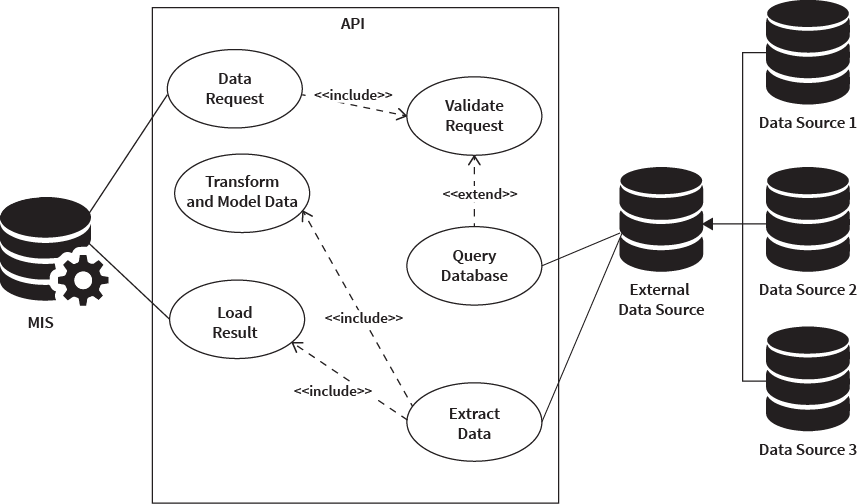 API
Data
Request
<<include>>
Validate
Request
Transform
and Model Data
<<extend>>
Query
Database
Load
Result
<<include>>
<<include>>
Extract
Data
MIS
External
Data Source
Data Source 1
Data Source 2
Data Source 3